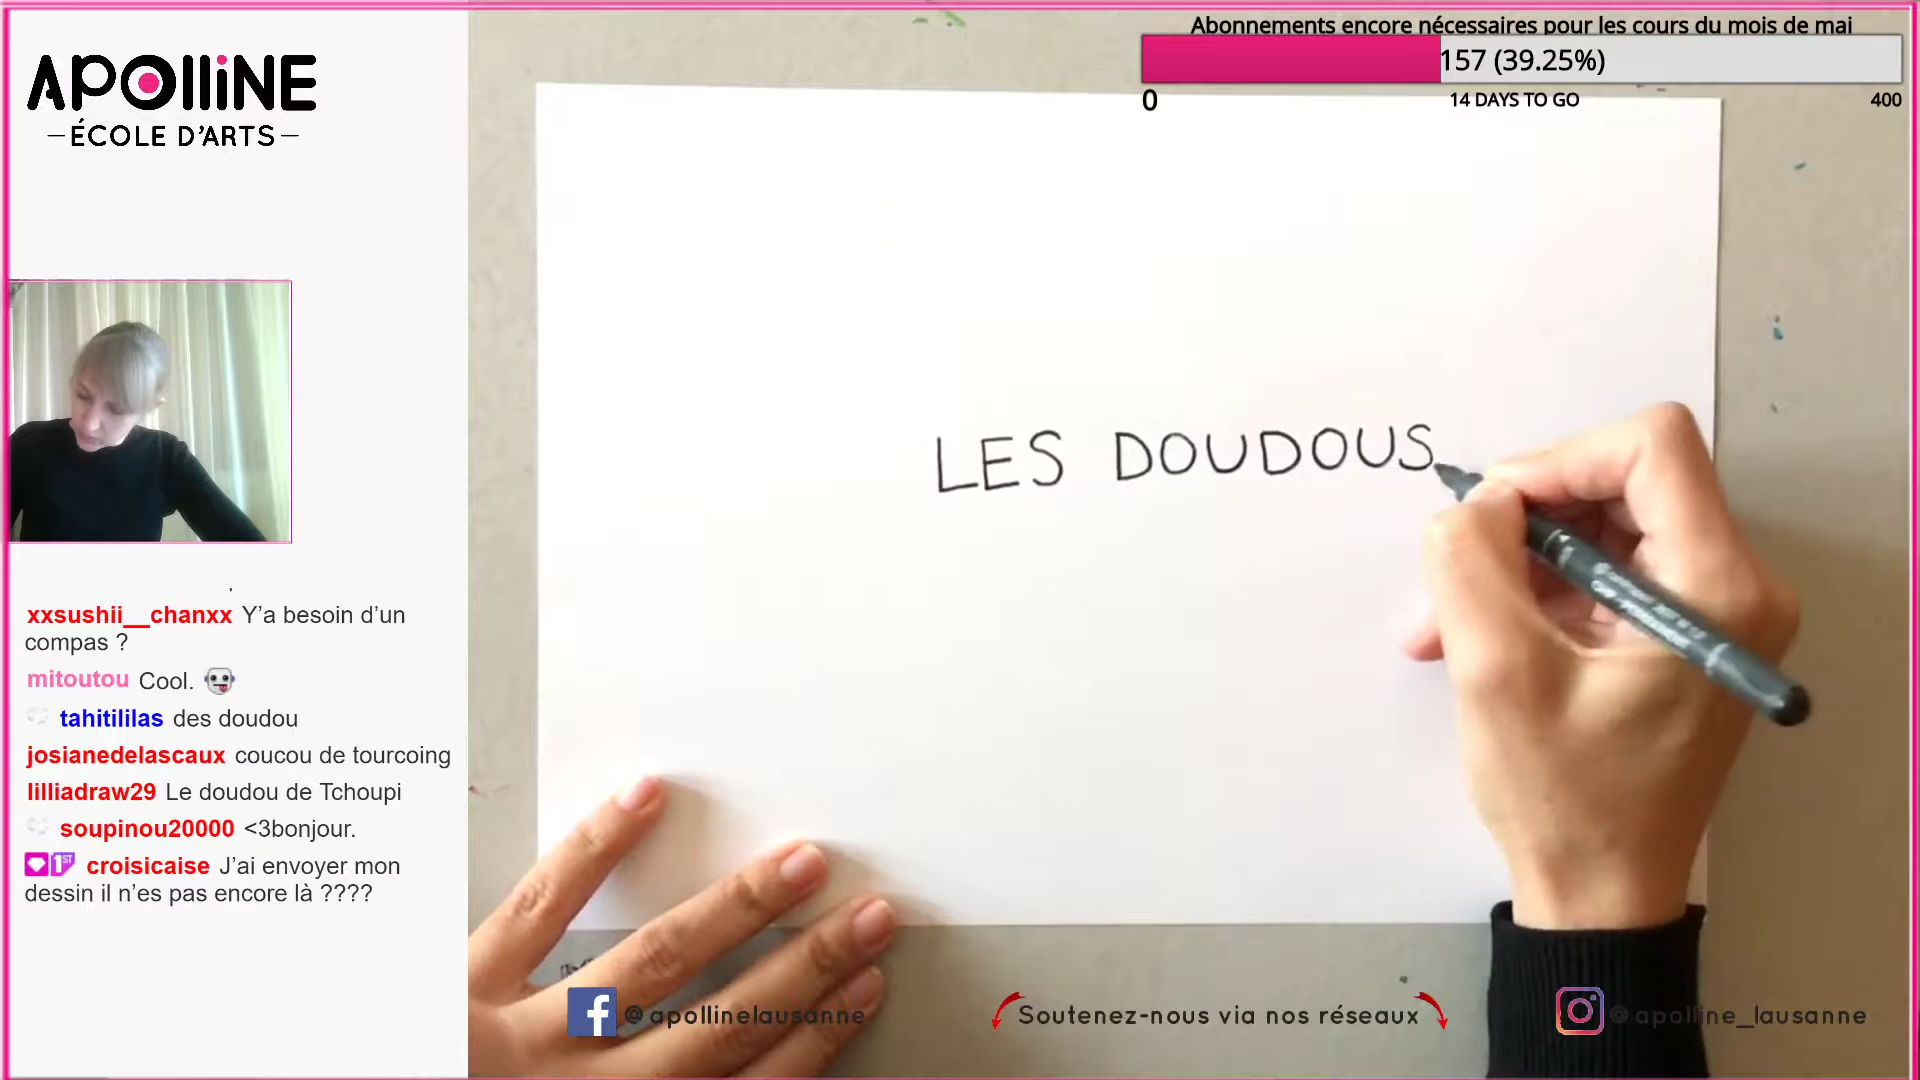 APOLLINE
ÉCOLE D'ARTS
Abonnements encore nécessaires pour les cours du mois de mai
157 (39.25%)
0
14 DAYS TO GO
400
LES DOUDOUS
xxsushii__chanxx Y'a besoin d'un
compas ?
mitoutou Cool.
tahitililas des doudou
josianedelascaux coucou de tourcoing
lilliadraw29 Le doudou de Tchoupi
soupinou20000 <3bonjour.
1ST croisicaise J'ai envoyer mon
dessin il n'es pas encore là ????
@apollinelausanne
Soutenez-nous via nos réseaux
@apolline_lausanne